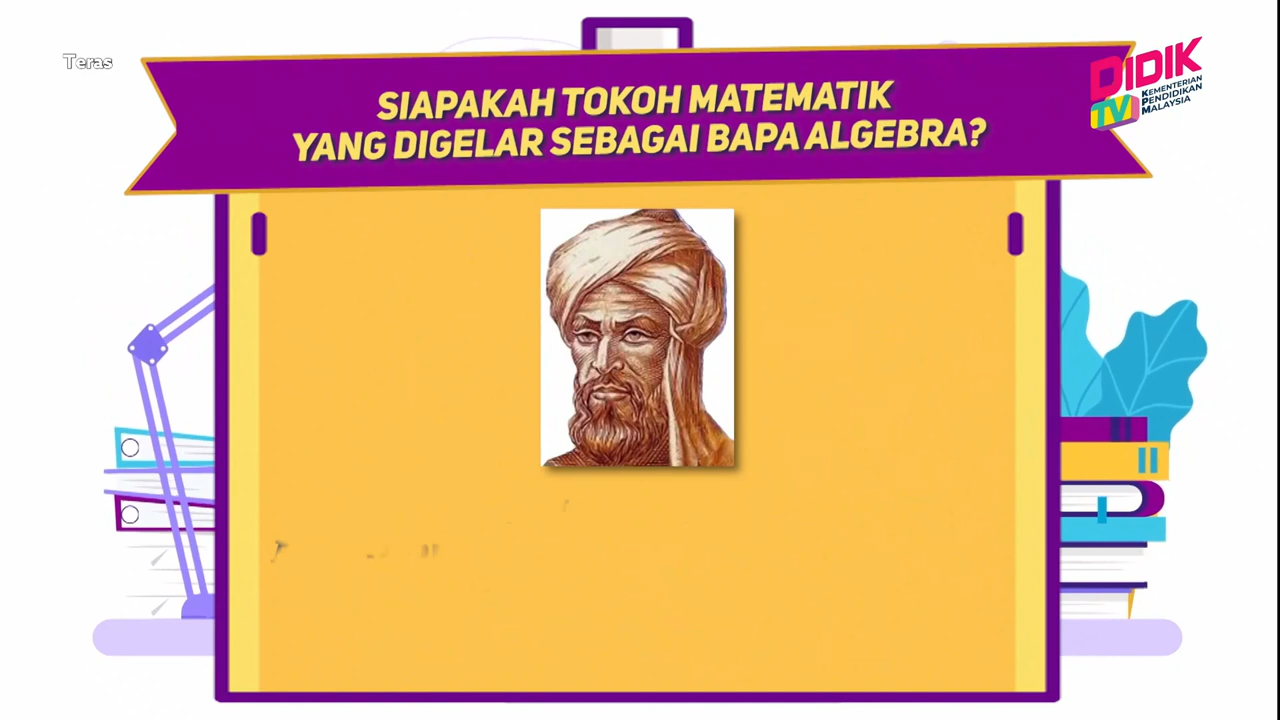 Teras
SIAPAKAH TOKOH MATEMATIK
YANG DIGELAR SEBAGAI BAPA ALGEBRA?
DIDIK
TV
KEMENTERIAN
PENDIDIKAN
MALAYSIA